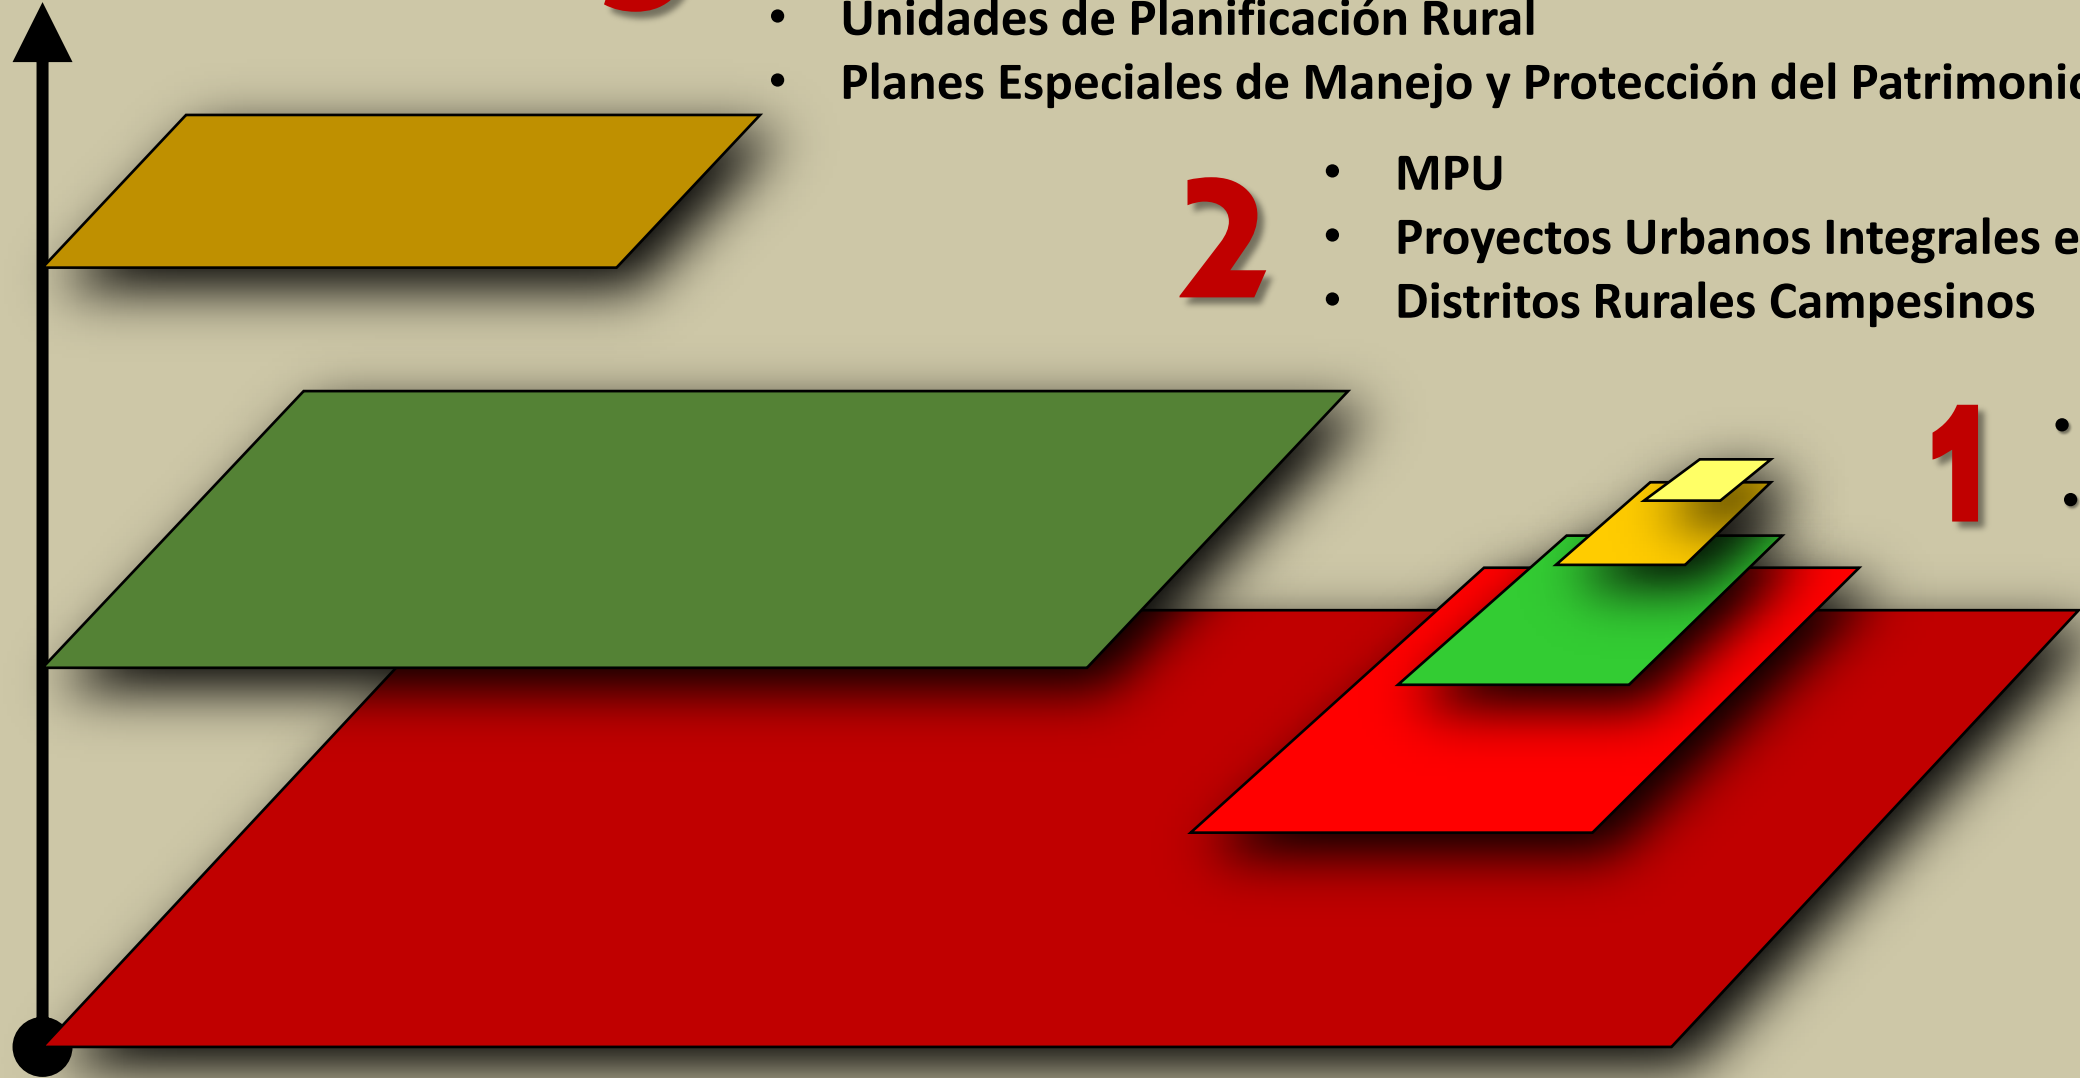 • Unidades de Planificación Rural
• Planes Especiales de Manejo y Protección del Patrimonio
2
• MPU
• Proyectos Urbanos Integrales
• Distritos Rurales Campesinos
1
•
•